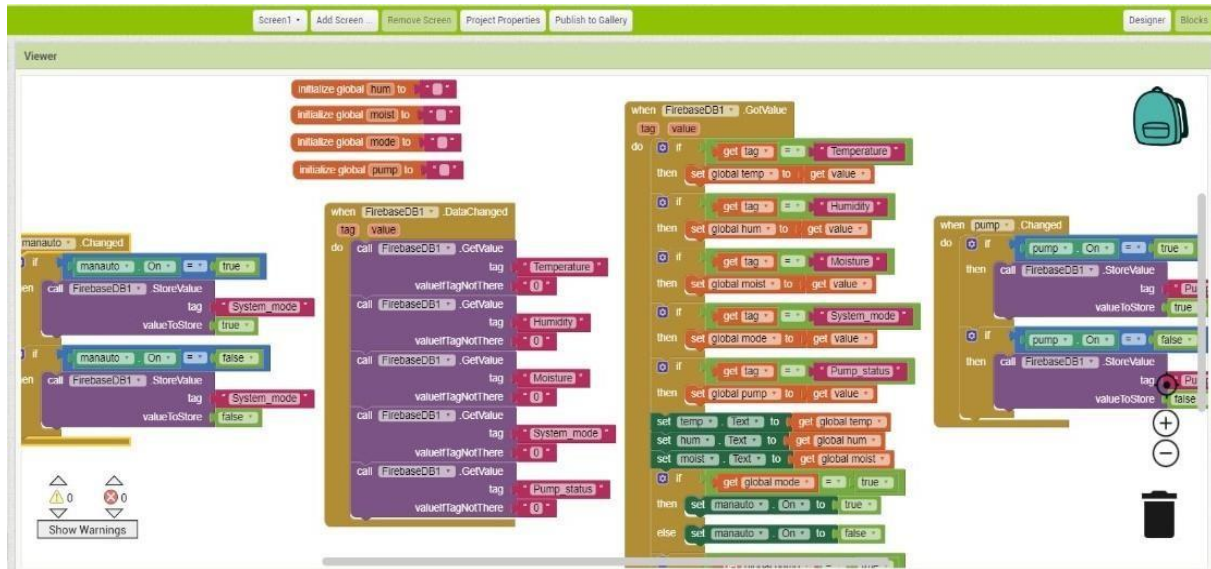 Screen1 Add Screen ... Remove Screen Project Properties Publish to Gallery Designer Blocks
Viewer
initialize global hum to " "
initialize global moist to " "
initialize global mode to " "
initialize global pump to " "
manauto .Changed
if manauto . On = true
call FirebaseDB1 .StoreValue
tag "System_mode"
valueToStore true
if manauto . On = false
call FirebaseDB1 .StoreValue
tag "System_mode"
valueToStore false
0 0
Show Warnings
when FirebaseDB1 .DataChanged
tag value
do call FirebaseDB1 .GetValue
tag "Temperature"
valueIfTagNotThere "0"
call FirebaseDB1 .GetValue
tag "Humidity"
valueIfTagNotThere "0"
call FirebaseDB1 .GetValue
tag "Moisture"
valueIfTagNotThere "0"
call FirebaseDB1 .GetValue
tag "System_mode"
valueIfTagNotThere "0"
call FirebaseDB1 .GetValue
tag "Pump_status"
valueIfTagNotThere "0"
when FirebaseDB1 .GotValue
tag value
do if get tag = "Temperature"
then set global temp to get value
if get tag = "Humidity"
then set global hum to get value
if get tag = "Moisture"
then set global moist to get value
if get tag = "System_mode"
then set global mode to get value
if get tag = "Pump_status"
then set global pump to get value
set temp . Text to get global temp
set hum . Text to get global hum
set moist . Text to get global moist
if get global mode = true
then set manauto . On to true
else set manauto . On to false
when pump .Changed
do if pump . On = true
then call FirebaseDB1 .StoreValue
tag "Pu
valueToStore true
if pump . On = false
then call FirebaseDB1 .StoreValue
tag "Pu
valueToStore false